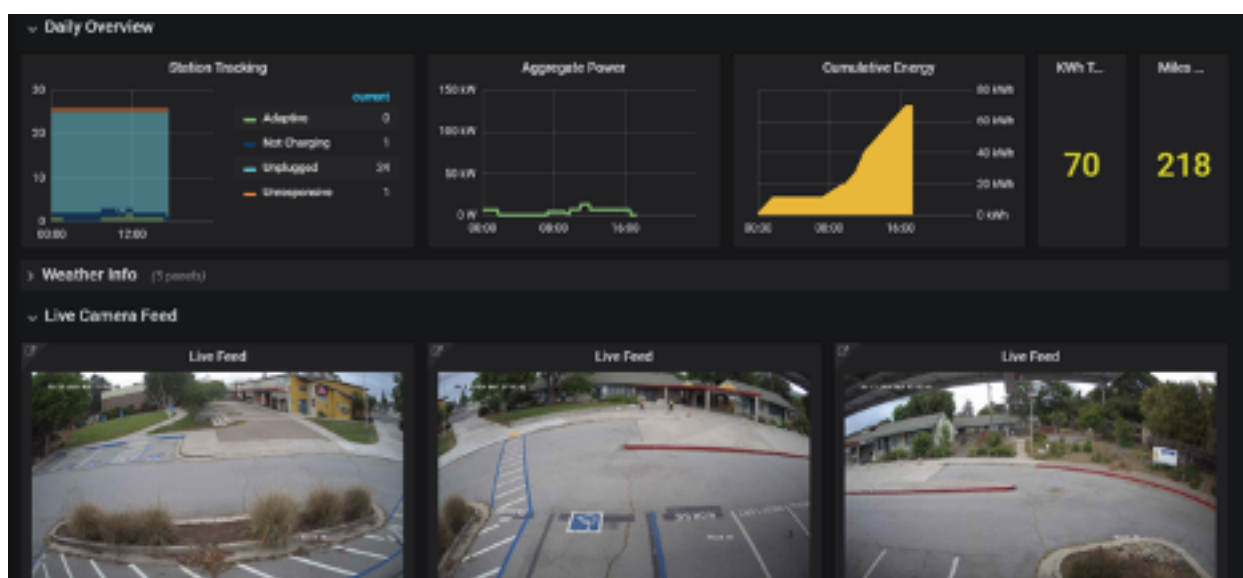 Daily Overview
Station Tracking
30
20
10
0
00:00 12:00
current
Adaptive 0
Not Charging 1
Unplugged 24
Unresponsive 1
Aggregate Power
150 kW
100 kW
50 kW
0 W
00:00 08:00 16:00
Cumulative Energy
80 kWh
60 kWh
40 kWh
20 kWh
0 kWh
00:00 08:00 16:00
KWh T...
70
Miles ...
218
Weather Info (5 panels)
Live Camera Feed
Live Feed
Live Feed
Live Feed